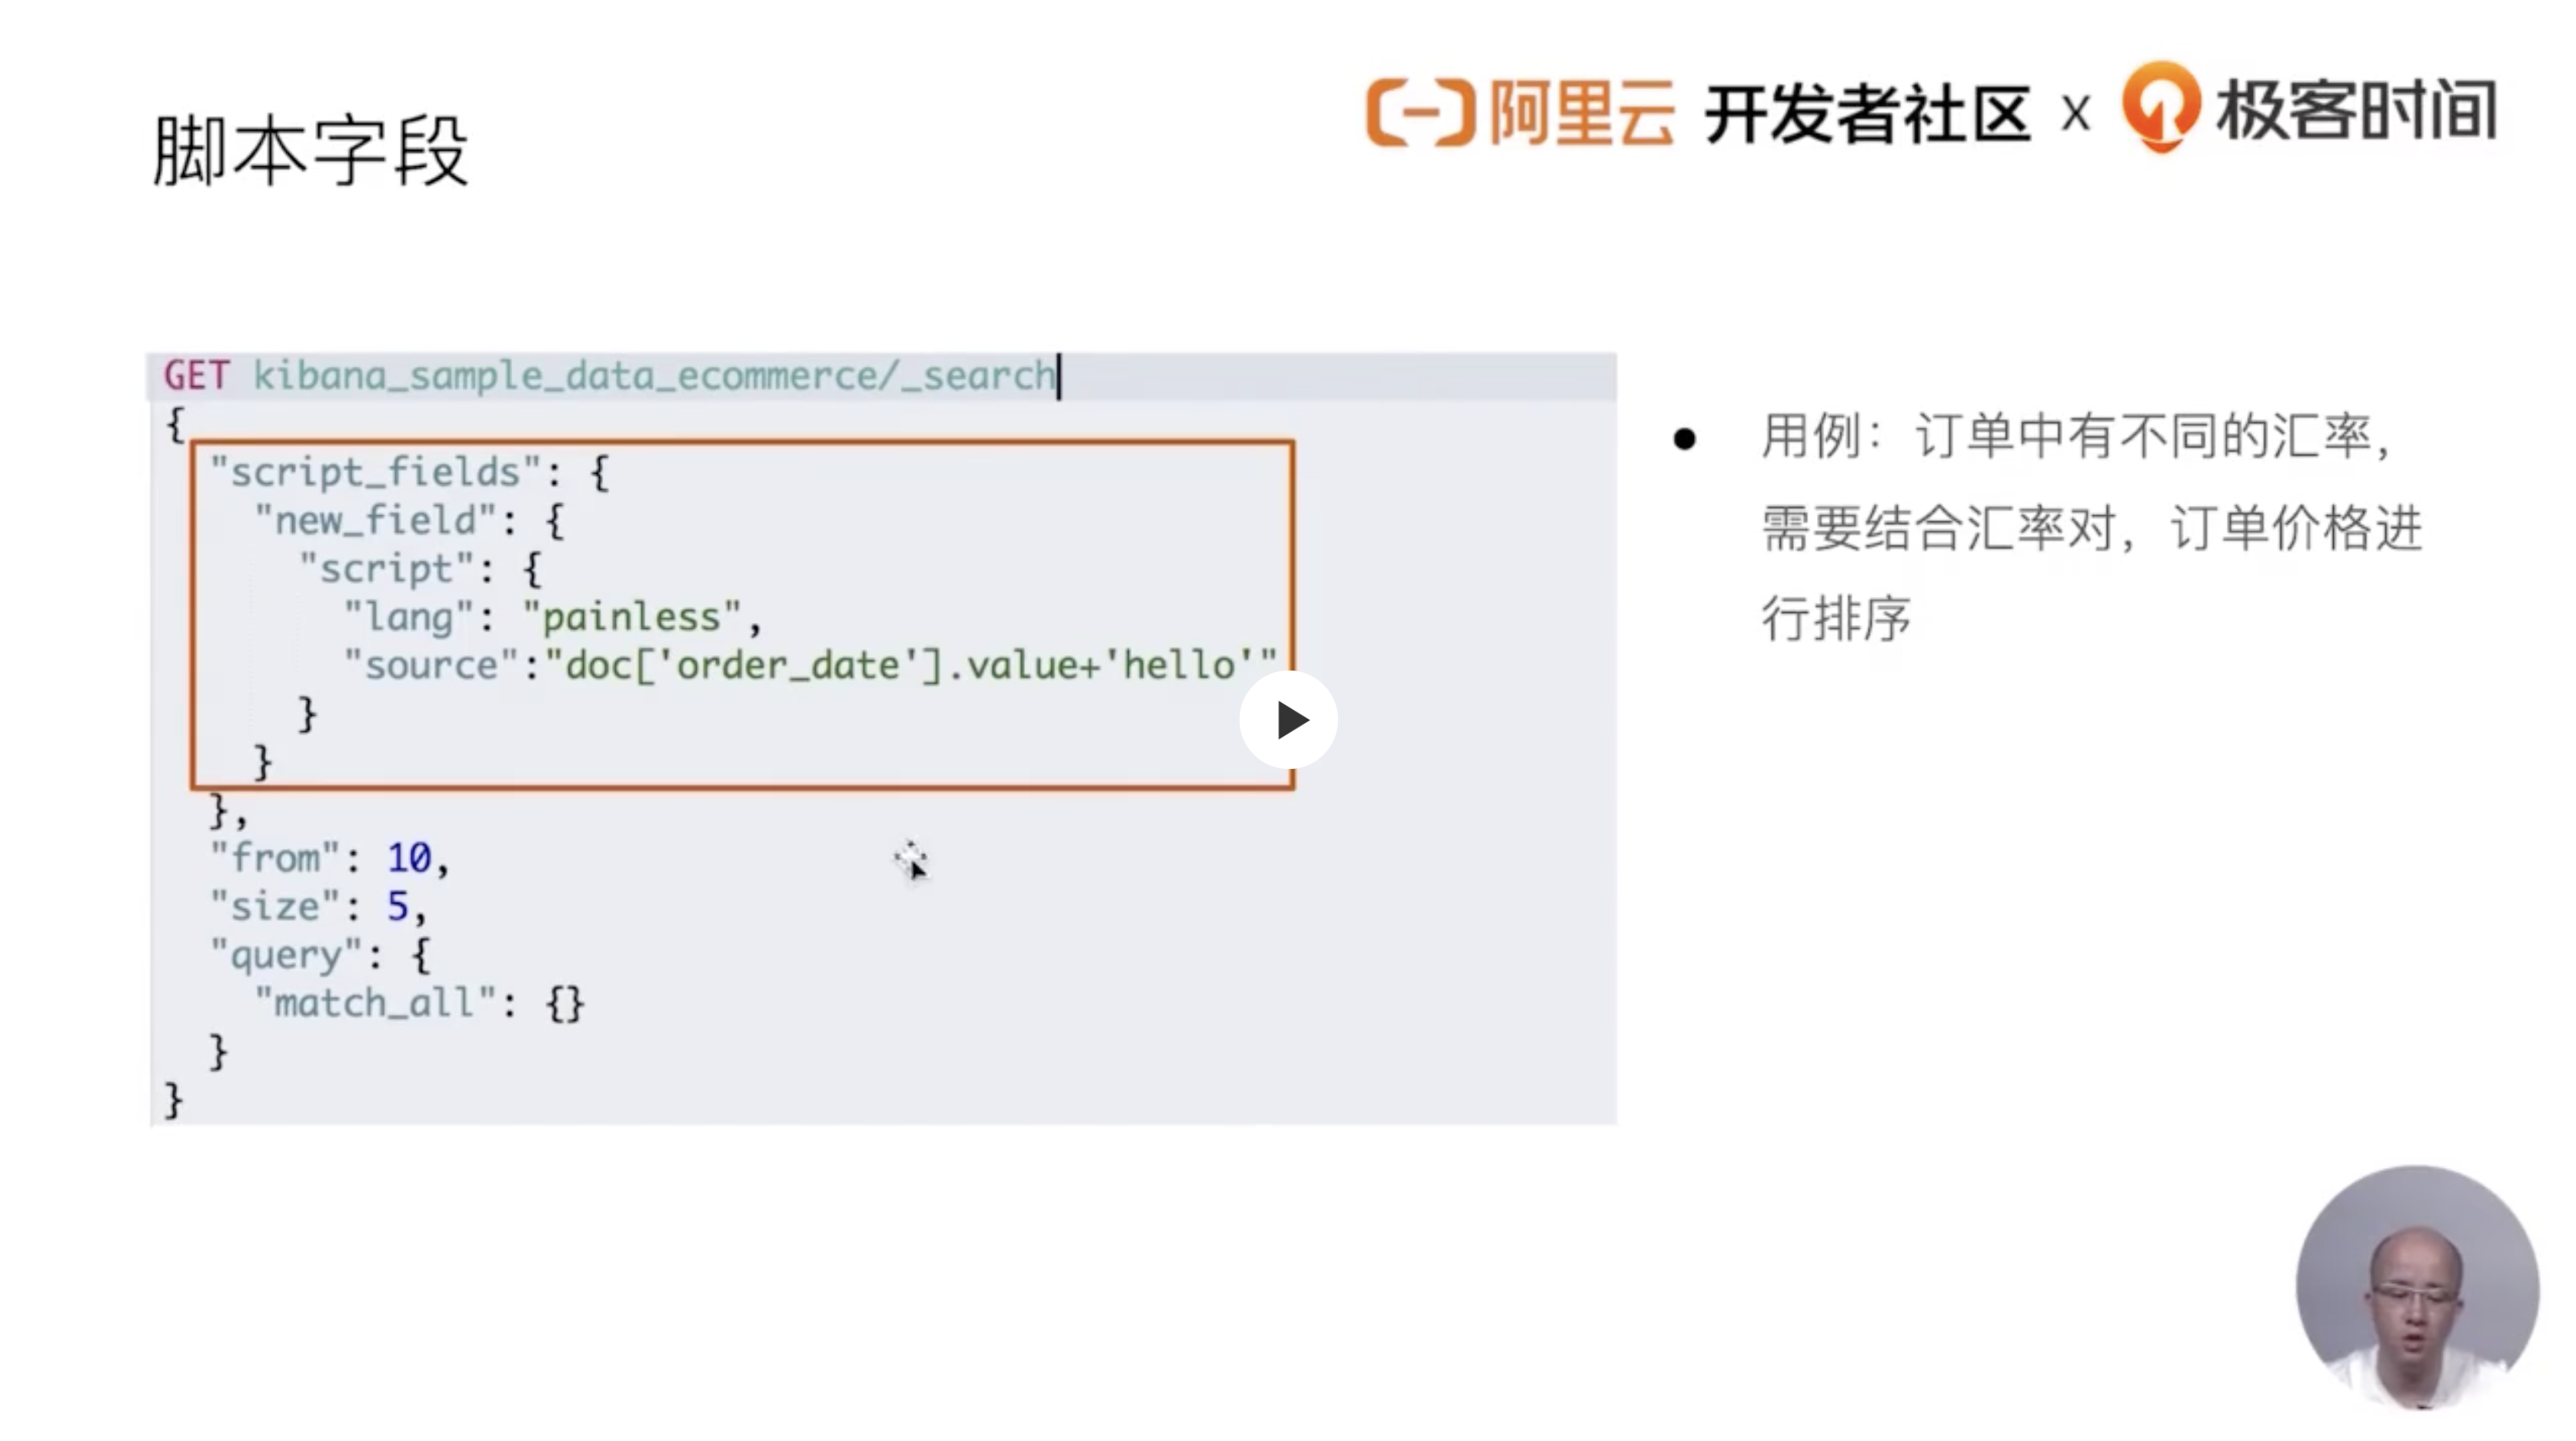 阿里云 开发者社区 x 极客时间
脚本字段
GET kibana_sample_data_ecommerce/_search
{
"script_fields": {
"new_field": {
"script": {
"lang": "painless",
"source":"doc['order_date'].value+'hello'"
}
}
},
"from": 10,
"size": 5,
"query": {
"match_all": {}
}
}
用例：订单中有不同的汇率，
需要结合汇率对，订单价格进
行排序